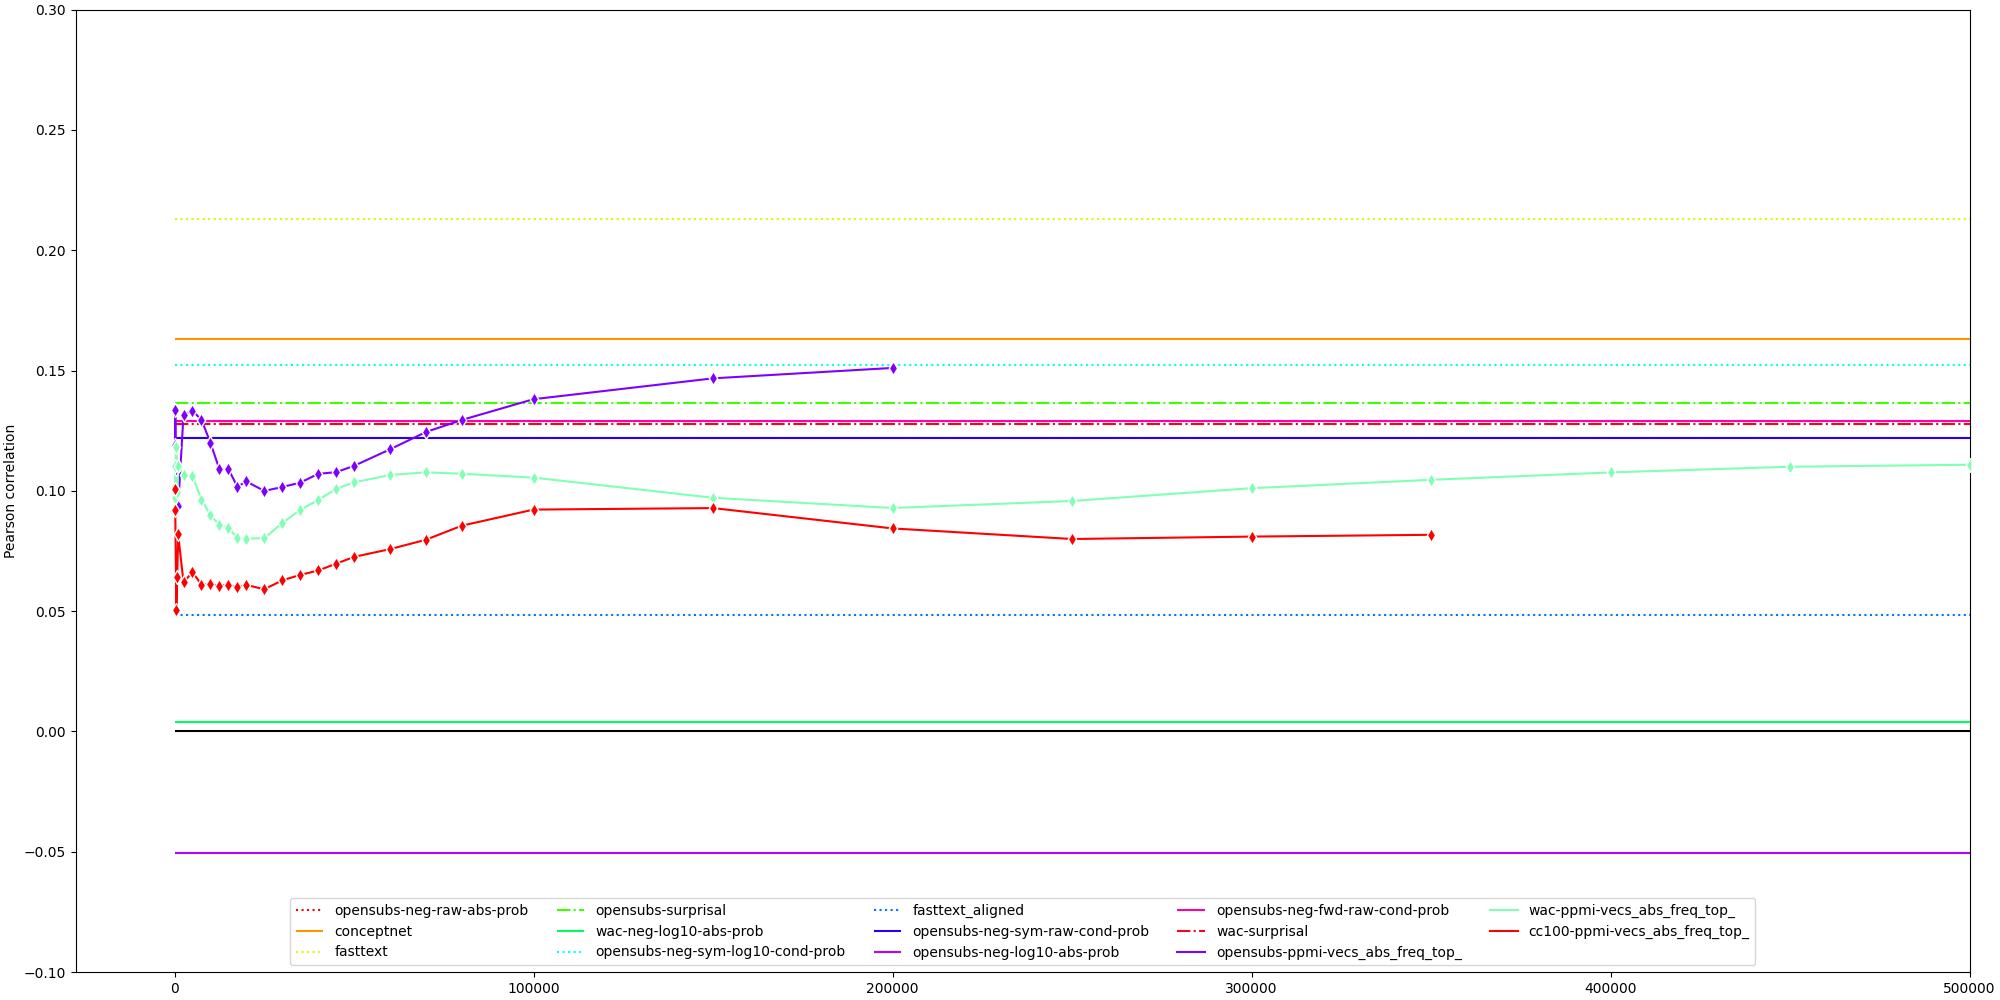 0.30
0.25
0.20
0.15
0.10
0.05
0.00
−0.05
−0.10
Pearson correlation
0 100000 200000 300000 400000 500000
opensubs-neg-raw-abs-prob
conceptnet
fasttext
opensubs-surprisal
wac-neg-log10-abs-prob
opensubs-neg-sym-log10-cond-prob
fasttext_aligned
opensubs-neg-sym-raw-cond-prob
opensubs-neg-log10-abs-prob
opensubs-neg-fwd-raw-cond-prob
wac-surprisal
opensubs-ppmi-vecs_abs_freq_top_
wac-ppmi-vecs_abs_freq_top_
cc100-ppmi-vecs_abs_freq_top_